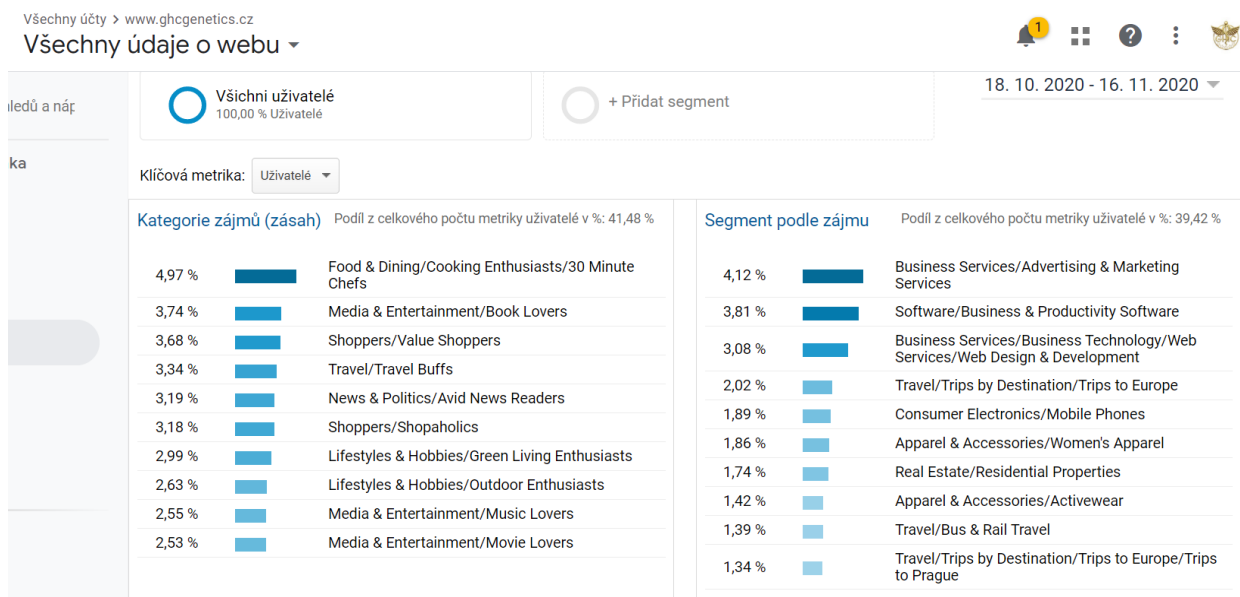 Všechny účty > www.ghcgenetics.cz
Všechny údaje o webu
1
Všichni uživatelé
100,00 % Uživatelé
+ Přidat segment
18. 10. 2020 - 16. 11. 2020
ledů a náp
ka
Klíčová metrika: Uživatelé
Kategorie zájmů (zásah) Podíl z celkového počtu metriky uživatelé v %: 41,48 %
4,97 % Food & Dining/Cooking Enthusiasts/30 Minute
Chefs
3,74 % Media & Entertainment/Book Lovers
3,68 % Shoppers/Value Shoppers
3,34 % Travel/Travel Buffs
3,19 % News & Politics/Avid News Readers
3,18 % Shoppers/Shopaholics
2,99 % Lifestyles & Hobbies/Green Living Enthusiasts
2,63 % Lifestyles & Hobbies/Outdoor Enthusiasts
2,55 % Media & Entertainment/Music Lovers
2,53 % Media & Entertainment/Movie Lovers
Segment podle zájmu Podíl z celkového počtu metriky uživatelé v %: 39,42 %
4,12 % Business Services/Advertising & Marketing
Services
3,81 % Software/Business & Productivity Software
3,08 % Business Services/Business Technology/Web
Services/Web Design & Development
2,02 % Travel/Trips by Destination/Trips to Europe
1,89 % Consumer Electronics/Mobile Phones
1,86 % Apparel & Accessories/Women's Apparel
1,74 % Real Estate/Residential Properties
1,42 % Apparel & Accessories/Activewear
1,39 % Travel/Bus & Rail Travel
1,34 % Travel/Trips by Destination/Trips to Europe/Trips
to Prague